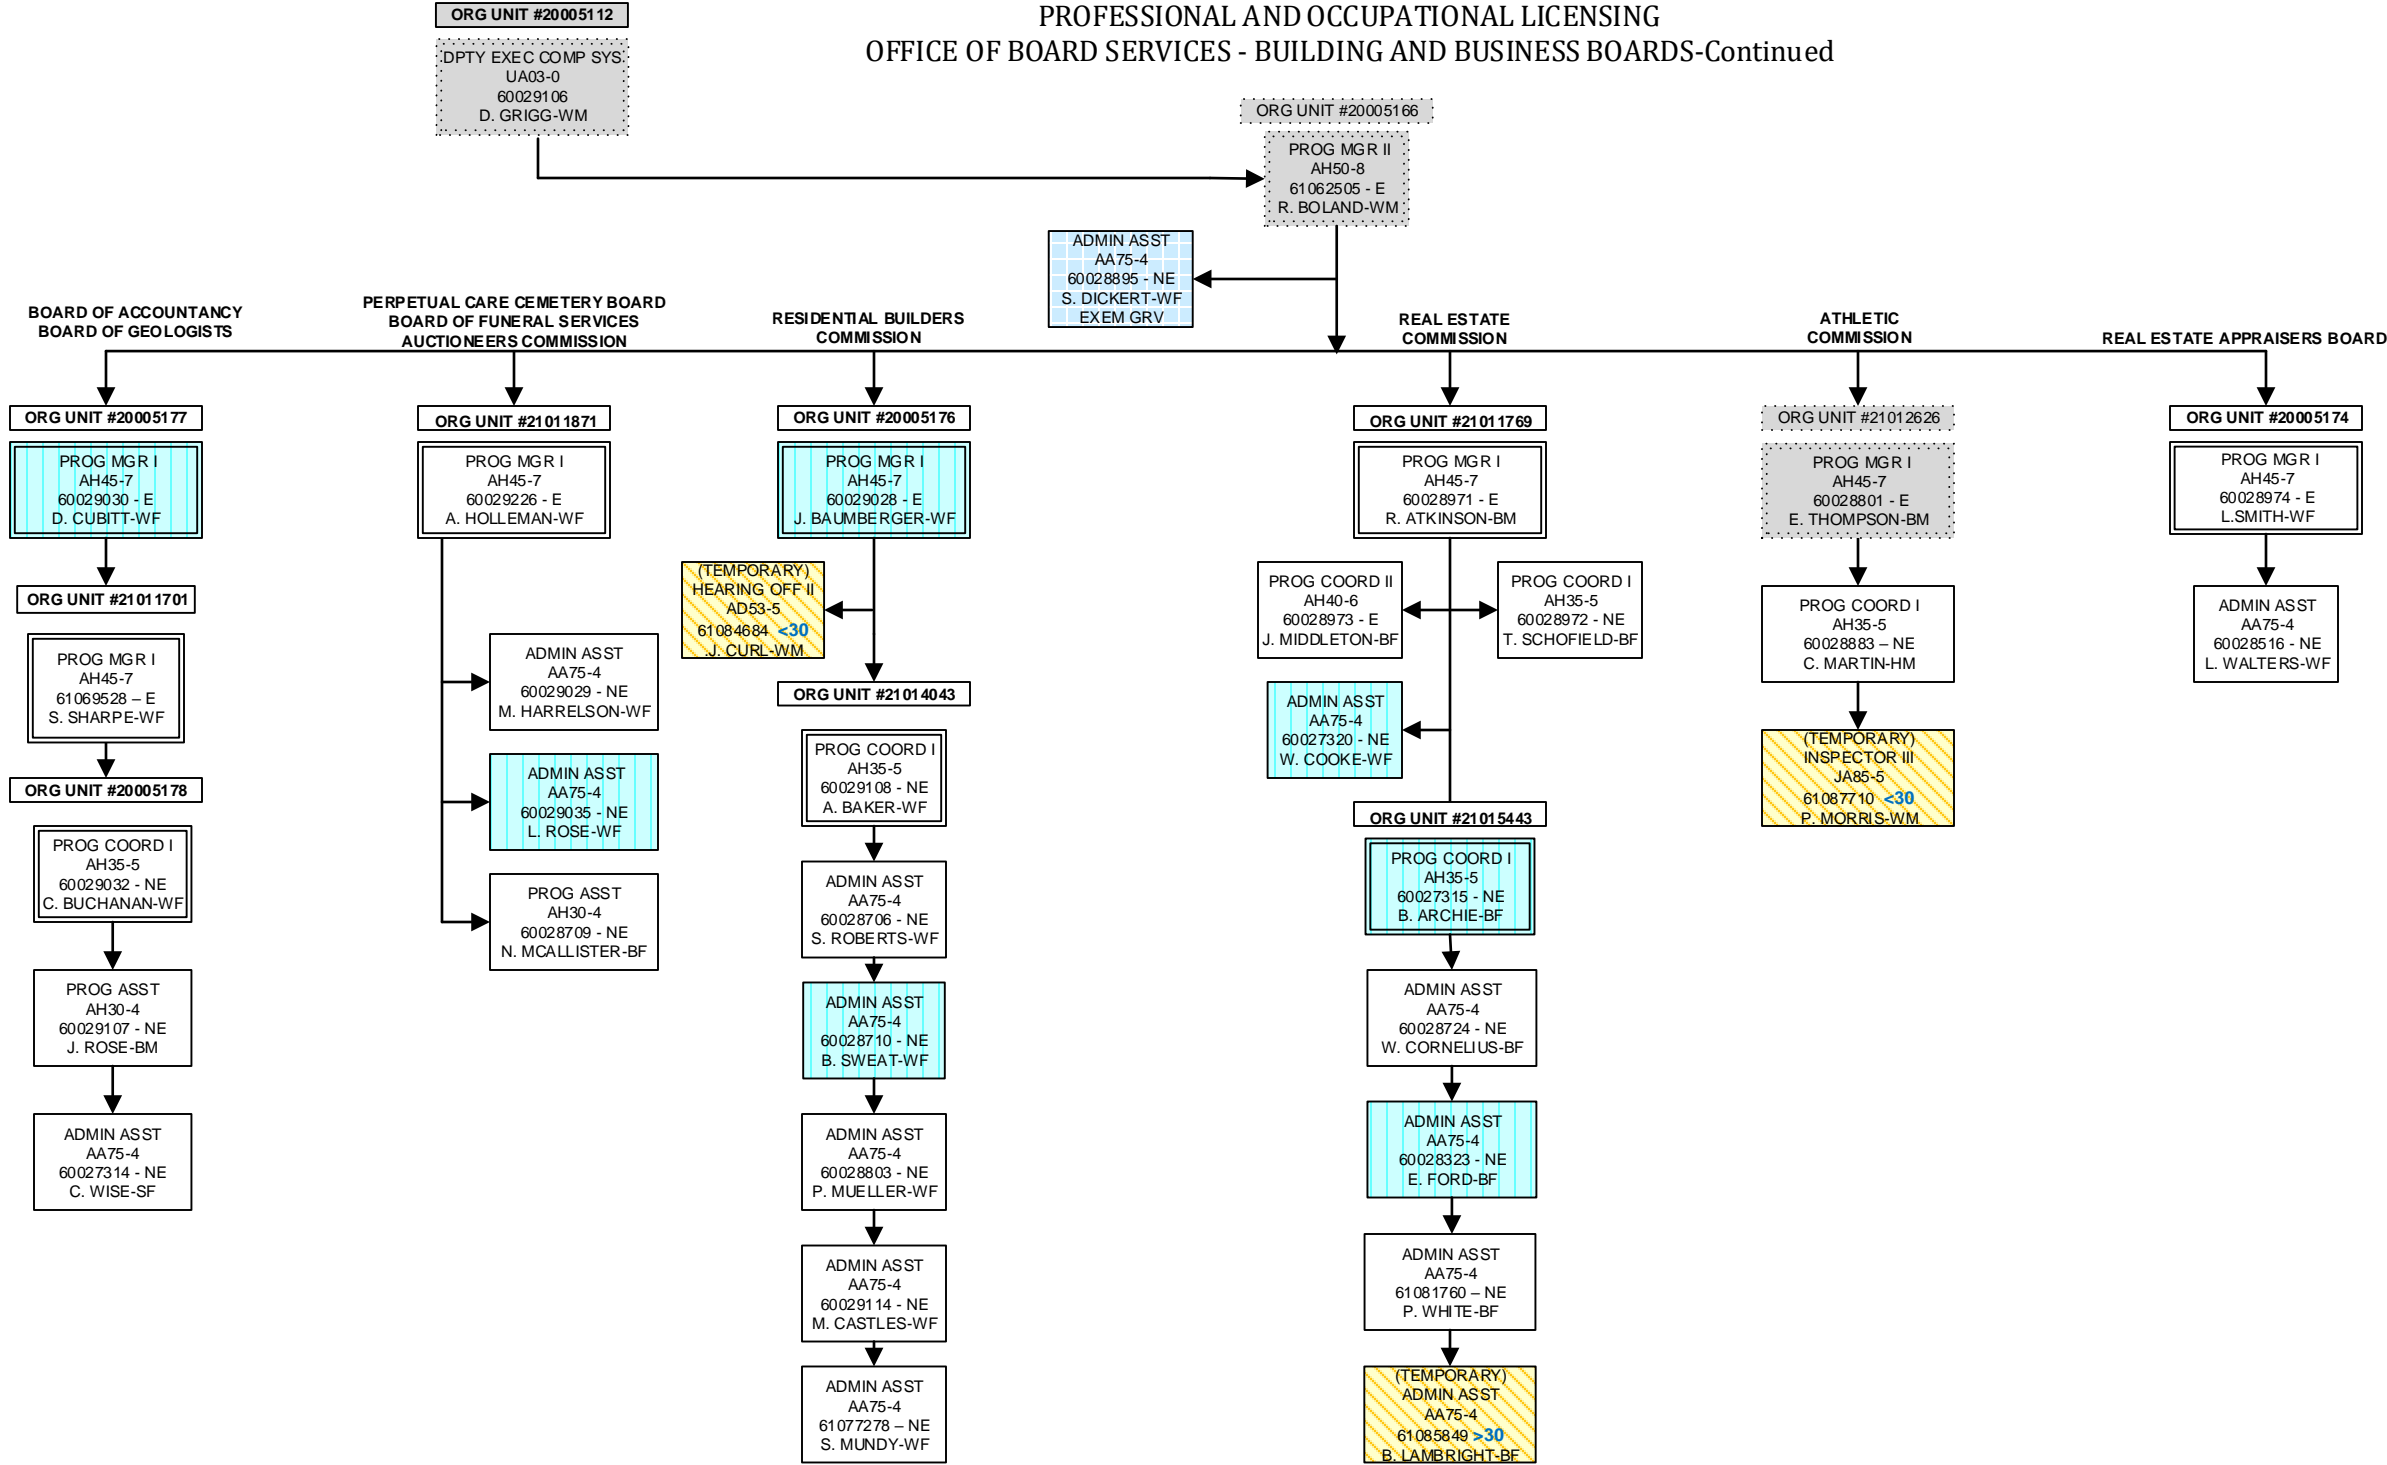 ORG UNIT #20005112
PROFESSIONAL AND OCCUPATIONAL LICENSING
OFFICE OF BOARD SERVICES - BUILDING AND BUSINESS BOARDS-Continued
DPTY EXEC COMP SYS
UA03-0
60029106
D. GRIGG-WM
ORG UNIT #20005166
PROG MGR II
AH50-8
61062505 - E
R. BOLAND-WM
ADMIN ASST
AA75-4
60028895 - NE
S. DICKERT-WF
EXEM GRV
BOARD OF ACCOUNTANCY
BOARD OF GEOLOGISTS
ORG UNIT #20005177
PROG MGR I
AH45-7
60029030 - E
D. CUBITT-WF
ORG UNIT #21011701
PROG MGR I
AH45-7
61069528 – E
S. SHARPE-WF
ORG UNIT #20005178
PROG COORD I
AH35-5
60029032 - NE
C. BUCHANAN-WF
PROG ASST
AH30-4
60029107 - NE
J. ROSE-BM
ADMIN ASST
AA75-4
60027314 - NE
C. WISE-SF
PERPETUAL CARE CEMETERY BOARD
BOARD OF FUNERAL SERVICES
AUCTIONEERS COMMISSION
ORG UNIT #21011871
PROG MGR I
AH45-7
60029226 - E
A. HOLLEMAN-WF
ADMIN ASST
AA75-4
60029029 - NE
M. HARRELSON-WF
ADMIN ASST
AA75-4
60029035 - NE
L. ROSE-WF
PROG ASST
AH30-4
60028709 - NE
N. MCALLISTER-BF
RESIDENTIAL BUILDERS
COMMISSION
ORG UNIT #20005176
PROG MGR I
AH45-7
60029028 - E
J. BAUMBERGER-WF
(TEMPORARY)
HEARING OFF II
AD53-5
61084684 <30
.J. CURL-WM
ORG UNIT #21014043
PROG COORD I
AH35-5
60029108 - NE
A. BAKER-WF
ADMIN ASST
AA75-4
60028706 - NE
S. ROBERTS-WF
ADMIN ASST
AA75-4
60028710 - NE
B. SWEAT-WF
ADMIN ASST
AA75-4
60028803 - NE
P. MUELLER-WF
ADMIN ASST
AA75-4
60029114 - NE
M. CASTLES-WF
ADMIN ASST
AA75-4
61077278 – NE
S. MUNDY-WF
REAL ESTATE
COMMISSION
ORG UNIT #21011769
PROG MGR I
AH45-7
60028971 - E
R. ATKINSON-BM
PROG COORD II
AH40-6
60028973 - E
J. MIDDLETON-BF
PROG COORD I
AH35-5
60028972 - NE
T. SCHOFIELD-BF
ADMIN ASST
AA75-4
60027320 - NE
W. COOKE-WF
ORG UNIT #21015443
PROG COORD I
AH35-5
60027315 - NE
B. ARCHIE-BF
ADMIN ASST
AA75-4
60028724 - NE
W. CORNELIUS-BF
ADMIN ASST
AA75-4
60028323 - NE
E. FORD-BF
ADMIN ASST
AA75-4
61081760 – NE
P. WHITE-BF
(TEMPORARY)
ADMIN ASST
AA75-4
61085849 >30
B. LAMBRIGHT-BF
ATHLETIC
COMMISSION
ORG UNIT #21012626
PROG MGR I
AH45-7
60028801 - E
E. THOMPSON-BM
PROG COORD I
AH35-5
60028883 – NE
C. MARTIN-HM
(TEMPORARY)
INSPECTOR III
JA85-5
61087710 <30
P. MORRIS-WM
REAL ESTATE APPRAISERS BOARD
ORG UNIT #20005174
PROG MGR I
AH45-7
60028974 - E
L.SMITH-WF
ADMIN ASST
AA75-4
60028516 - NE
L. WALTERS-WF